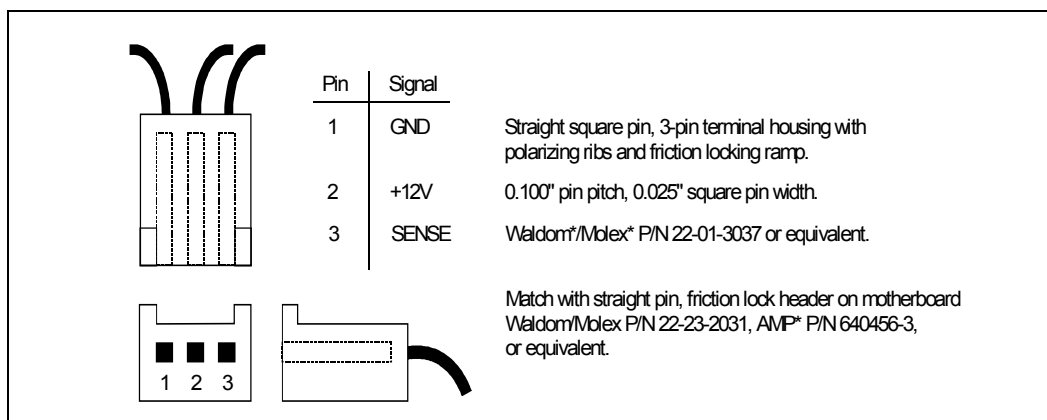 Pin Signal
1 GND Straight square pin, 3-pin terminal housing with
polarizing ribs and friction locking ramp.
2 +12V 0.100" pin pitch, 0.025" square pin width.
3 SENSE Waldom*/Molex* P/N 22-01-3037 or equivalent.
Match with straight pin, friction lock header on motherboard
Waldom/Molex P/N 22-23-2031, AMP* P/N 640456-3,
or equivalent.
1 2 3